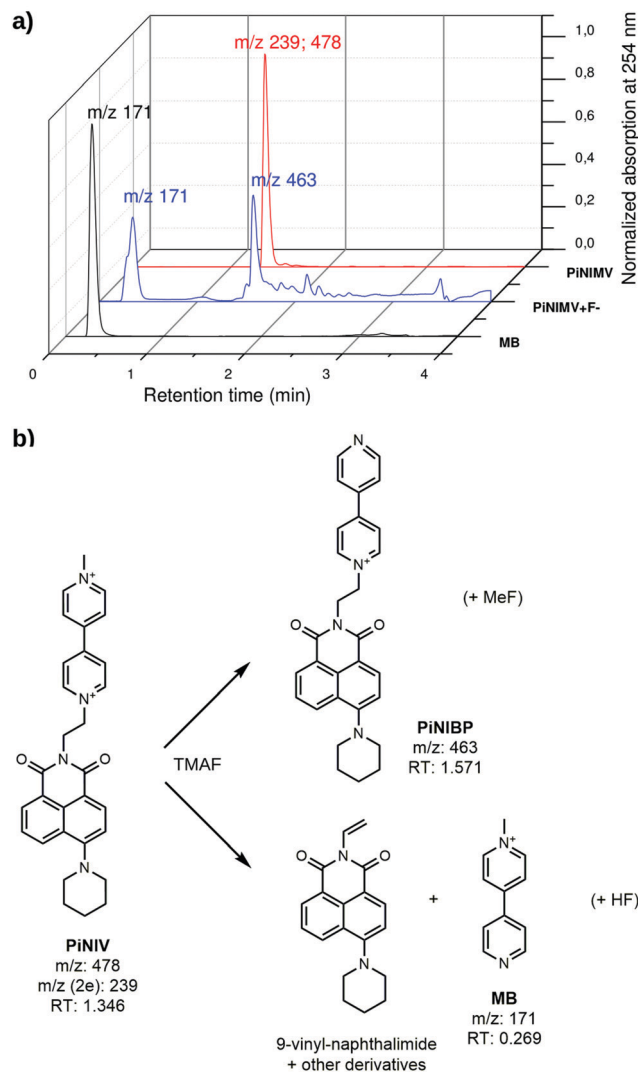 a)
m/z 239; 478
m/z 171
m/z 463
m/z 171
1,0
0,8
0,6
0,4
0,2
0,0
Normalized absorption at 254 nm
PiNIMV
PiNIMV+F-
MB
0
1
2
3
4
Retention time (min)
b)
N
N+
N+
N+
O
N
O
N
PiNIBP
m/z: 463
RT: 1.571
(+ MeF)
O
N
O
N
PiNIV
m/z: 478
m/z (2e): 239
RT: 1.346
TMAF
O
N
O
N
9-vinyl-naphthalimide
+ other derivatives
+
N+
N
MB
m/z: 171
RT: 0.269
(+ HF)